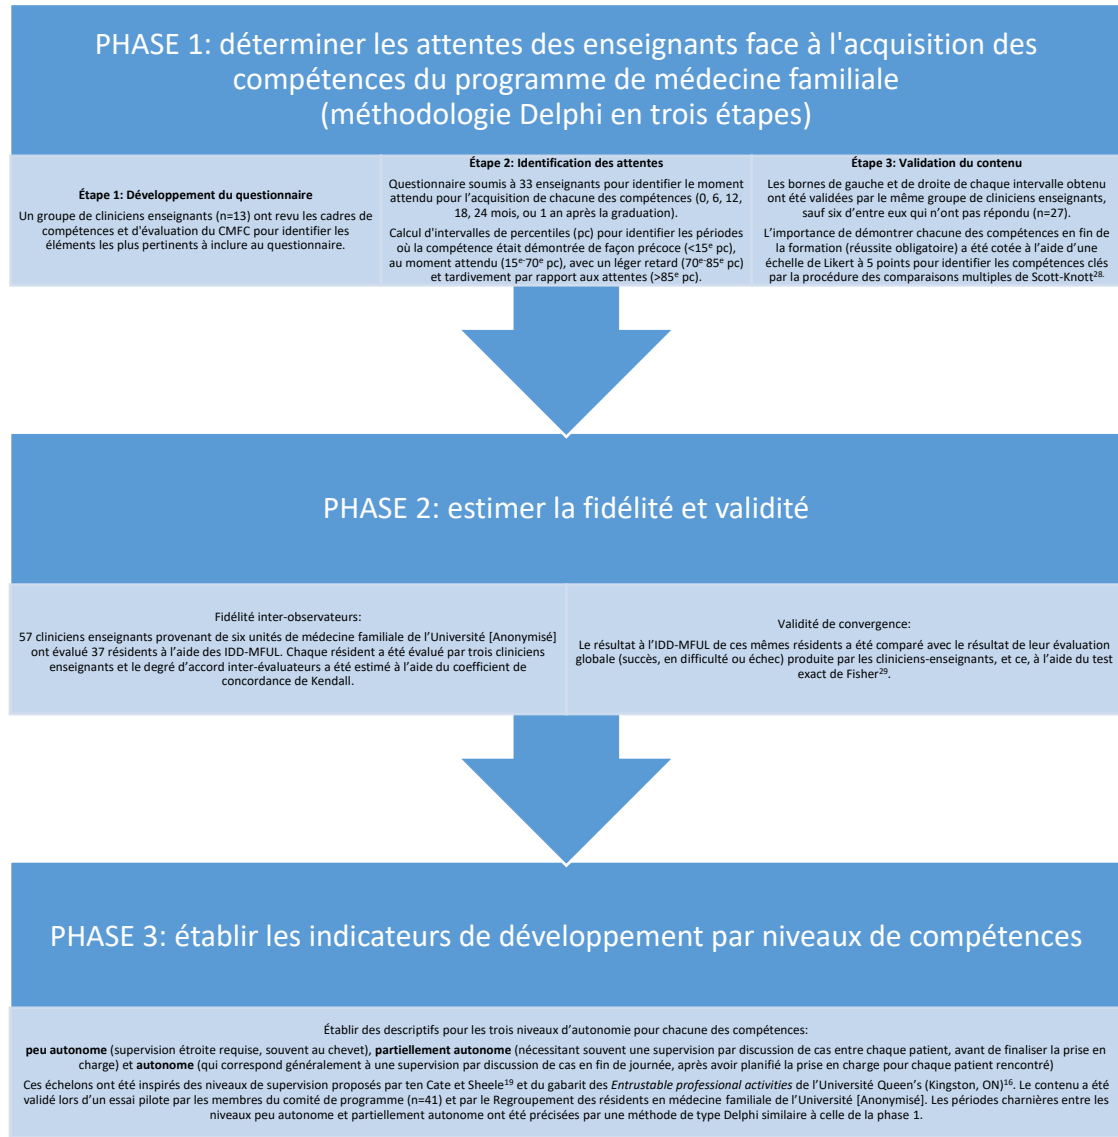 PHASE 1: déterminer les attentes des enseignants face à l'acquisition des
compétences du programme de médecine familiale
(méthodologie Delphi en trois étapes)
Étape 1: Développement du questionnaire
Un groupe de cliniciens enseignants (n=13) ont revu les cadres de
compétences et d'évaluation du CMFC pour identifier les
éléments les plus pertinents à inclure au questionnaire.
Étape 2: Identification des attentes
Questionnaire soumis à 33 enseignants pour identifier le moment
attendu pour l'acquisition de chacune des compétences (0, 6, 12,
18, 24 mois, ou 1 an après la graduation).
Calcul d'intervalles de percentiles (pc) pour identifier les périodes
où la compétence était démontrée de façon précoce (<15e pc),
au moment attendu (15e-70e pc), avec un léger retard (70e-85e pc)
et tardivement par rapport aux attentes (>85e pc).
Étape 3: Validation du contenu
Les bornes de gauche et de droite de chaque intervalle obtenu
ont été validées par le même groupe de cliniciens enseignants,
sauf six d'entre eux qui n'ont pas répondu (n=27).
L'importance de démontrer chacune des compétences en fin de
la formation (réussite obligatoire) a été cotée à l'aide d'une
échelle de Likert à 5 points pour identifier les compétences clés
par la procédure des comparaisons multiples de Scott-Knott28.
PHASE 2: estimer la fidélité et validité
Fidélité inter-observateurs:
57 cliniciens enseignants provenant de six unités de médecine familiale de l'Université [Anonymisé]
ont évalué 37 résidents à l'aide des IDD-MFUL. Chaque résident a été évalué par trois cliniciens
enseignants et le degré d'accord inter-évaluateurs a été estimé à l'aide du coefficient de
concordance de Kendall.
Validité de convergence:
Le résultat à l'IDD-MFUL de ces mêmes résidents a été comparé avec le résultat de leur évaluation
globale (succès, en difficulté ou échec) produite par les cliniciens-enseignants, et ce, à l'aide du test
exact de Fisher29.
PHASE 3: établir les indicateurs de développement par niveaux de compétences
Établir des descriptifs pour les trois niveaux d'autonomie pour chacune des compétences:
peu autonome (supervision étroite requise, souvent au chevet), partiellement autonome (nécessitant souvent une supervision par discussion de cas entre chaque patient, avant de finaliser la prise en
charge) et autonome (qui correspond généralement à une supervision par discussion de cas en fin de journée, après avoir planifié la prise en charge pour chaque patient rencontré)
Ces échelons ont été inspirés des niveaux de supervision proposés par ten Cate et Sheele19 et du gabarit des Entrustable professional activities de l'Université Queen's (Kingston, ON)16. Le contenu a été
validé lors d'un essai pilote par les membres du comité de programme (n=41) et par le Regroupement des résidents en médecine familiale de l'Université [Anonymisé]. Les périodes charnières entre les
niveaux peu autonome et partiellement autonome ont été précisées par une méthode de type Delphi similaire à celle de la phase 1.